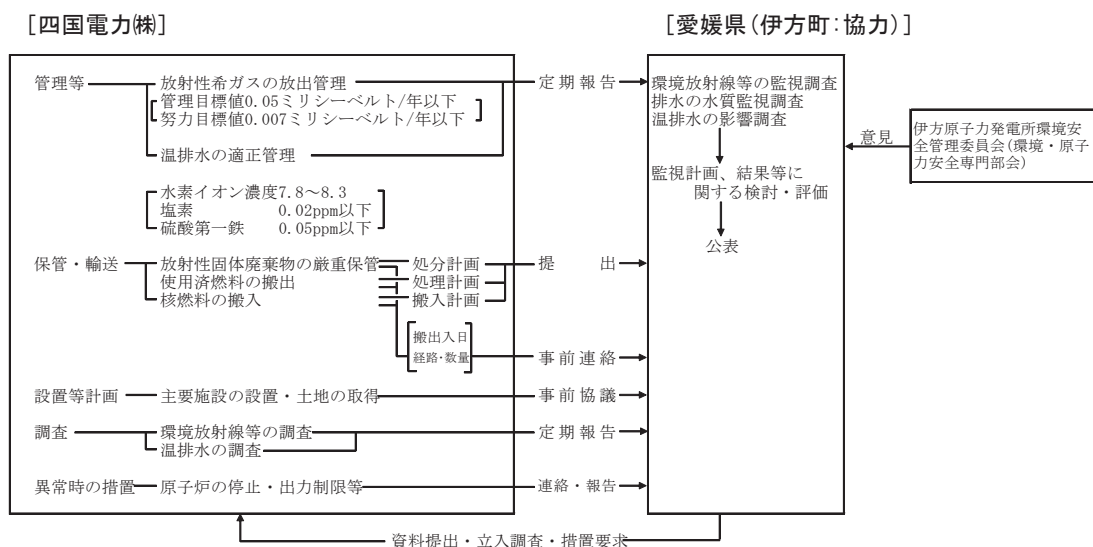 [四国電力㈱]
[愛媛県(伊方町:協力)]
管理等
放射性希ガスの放出管理
管理目標値0.05ミリシーベルト/年以下
努力目標値0.007ミリシーベルト/年以下
温排水の適正管理
水素イオン濃度7.8～8.3
塩素 0.02ppm以下
硫酸第一鉄 0.05ppm以下
保管・輸送
放射性固体廃棄物の厳重保管
処分計画
使用済燃料の搬出
処理計画
核燃料の搬入
搬入計画
搬出入日
経路・数量
設置等計画
主要施設の設置・土地の取得
調査
環境放射線等の調査
温排水の調査
異常時の措置
原子炉の停止・出力制限等
定期報告
提 出
事前連絡
事前協議
定期報告
連絡・報告
環境放射線等の監視調査
排水の水質監視調査
温排水の影響調査
監視計画、結果等に
関する検討・評価
公表
意見
伊方原子力発電所環境安
全管理委員会(環境・原子
力安全専門部会)
資料提出・立入調査・措置要求